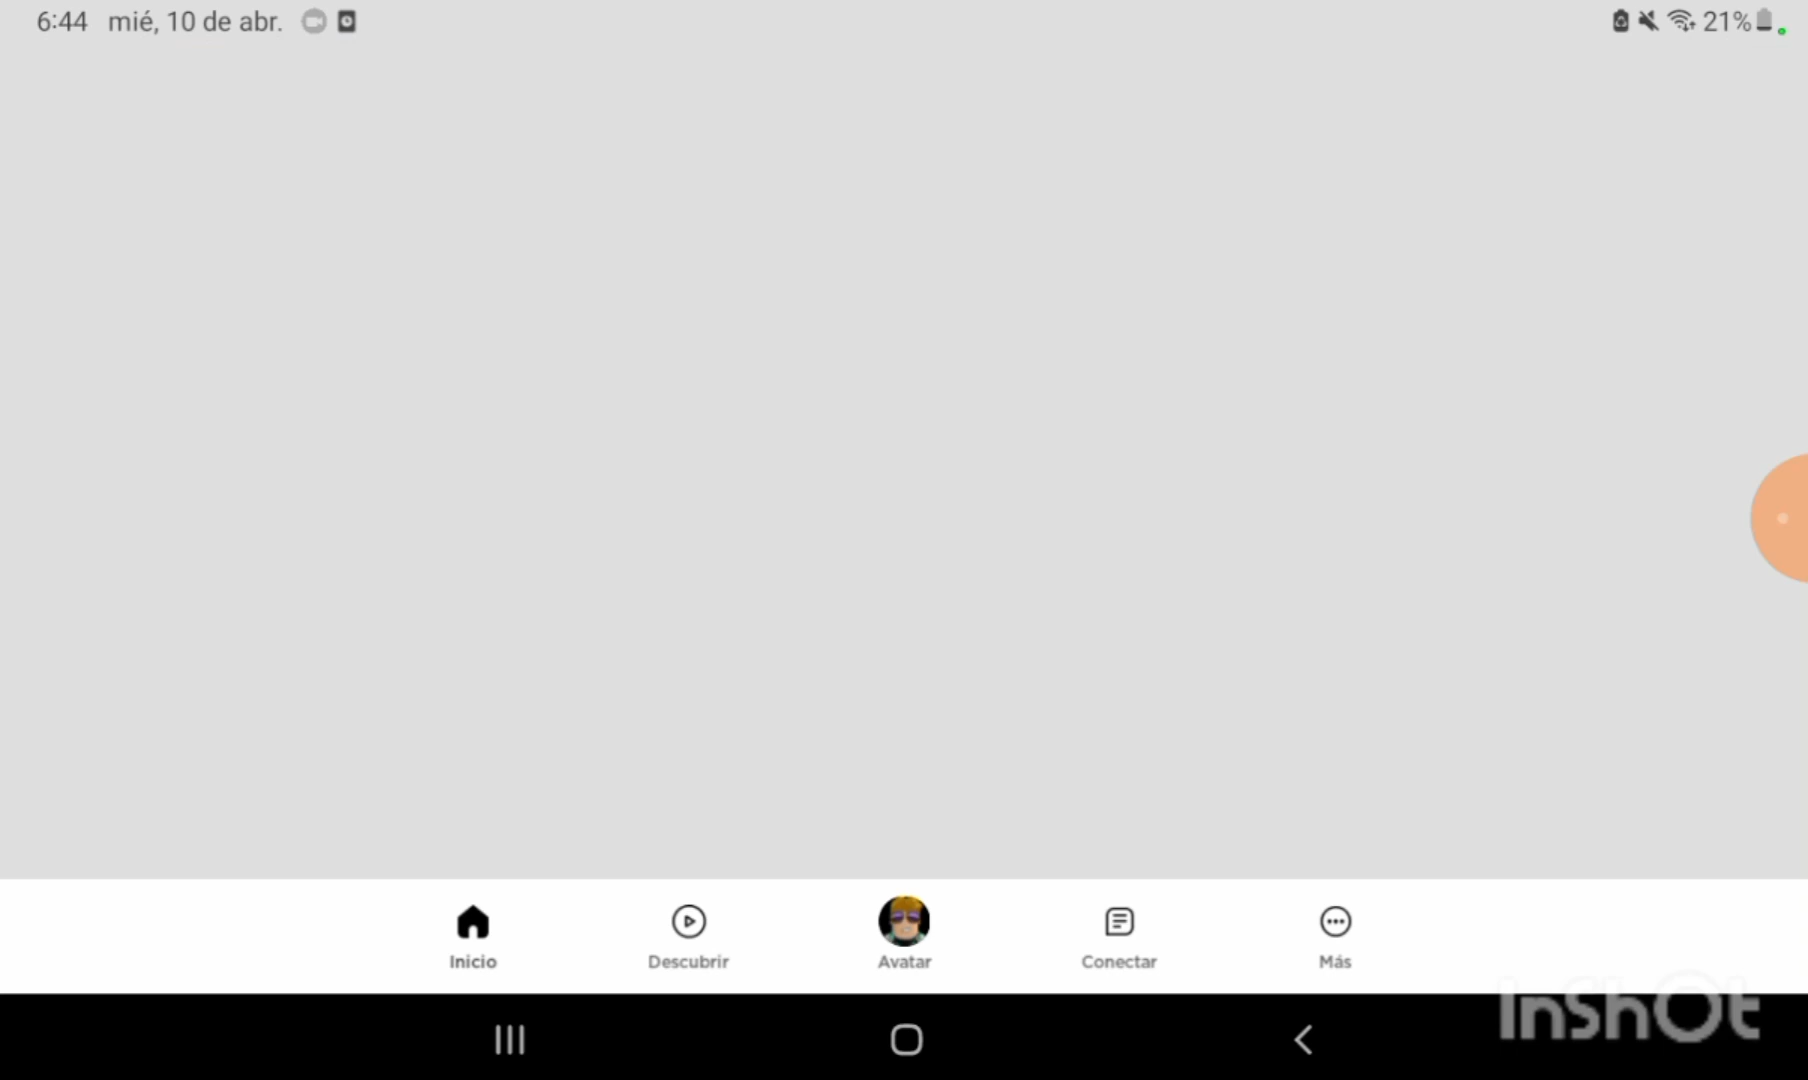 6:44 mié, 10 de abr. 21%
Inicio Descubrir Avatar Conectar Más
InShOt